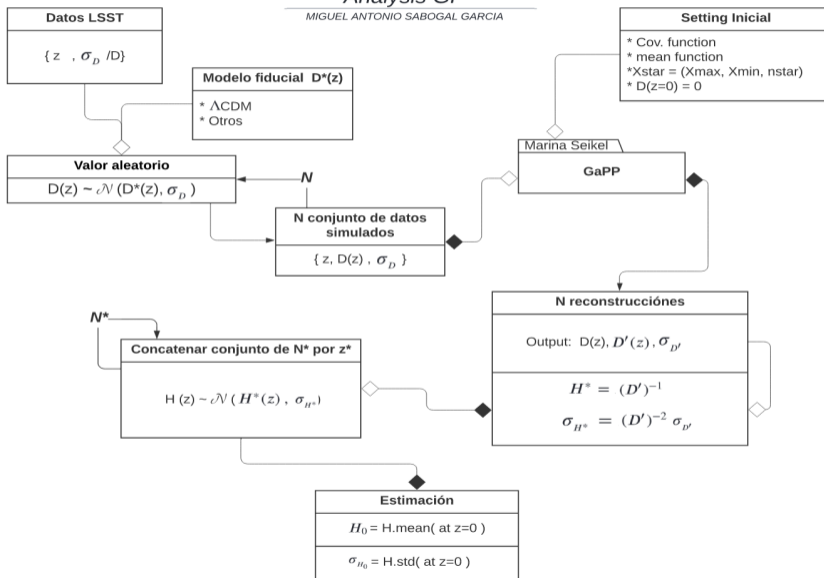 Analysis GP
MIGUEL ANTONIO SABOGAL GARCIA
Datos LSST
{ z , σ_D /D}
Modelo fiducial D*(z)
* ΛCDM
* Otros
Setting Inicial
* Cov. function
* mean function
*Xstar = (Xmax, Xmin, nstar)
* D(z=0) = 0
Valor aleatorio
D(z) ~ 𝒩 (D*(z), σ_D )
N
N conjunto de datos
simulados
{ z, D(z) , σ_D }
Marina Seikel
GaPP
N reconstrucciónes
Output: D(z), D′(z) , σ_D′
H* = (D′)⁻¹
σ_H* = (D′)⁻² σ_D′
N*
Concatenar conjunto de N* por z*
H (z) ~ 𝒩 ( H*(z) , σ_H*)
Estimación
H₀ = H.mean( at z=0 )
σ_H₀ = H.std( at z=0 )